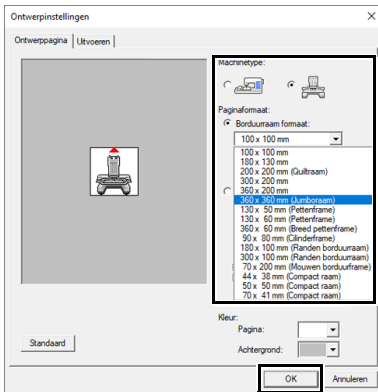 Ontwerpinstellingen
Ontwerppagina
Uitvoeren
Machinetype:
Paginaformaat:
Borduurraam formaat:
100 x 100 mm
100 x 100 mm
180 x 130 mm
200 x 200 mm (Quiltraam)
300 x 200 mm
360 x 200 mm
360 x 360 mm (Jumboraam)
130 x 50 mm (Pettenframe)
130 x 60 mm (Pettenframe)
360 x 60 mm (Breed pettenframe)
90 x 80 mm (Cilinderframe)
180 x 100 mm (Randen borduurraam)
300 x 100 mm (Randen borduurraam)
70 x 200 mm (Mouwen borduurframe)
44 x 38 mm (Compact raam)
50 x 50 mm (Compact raam)
70 x 41 mm (Compact raam)
Kleur:
Pagina:
Achtergrond:
Standaard
OK
Annuleren